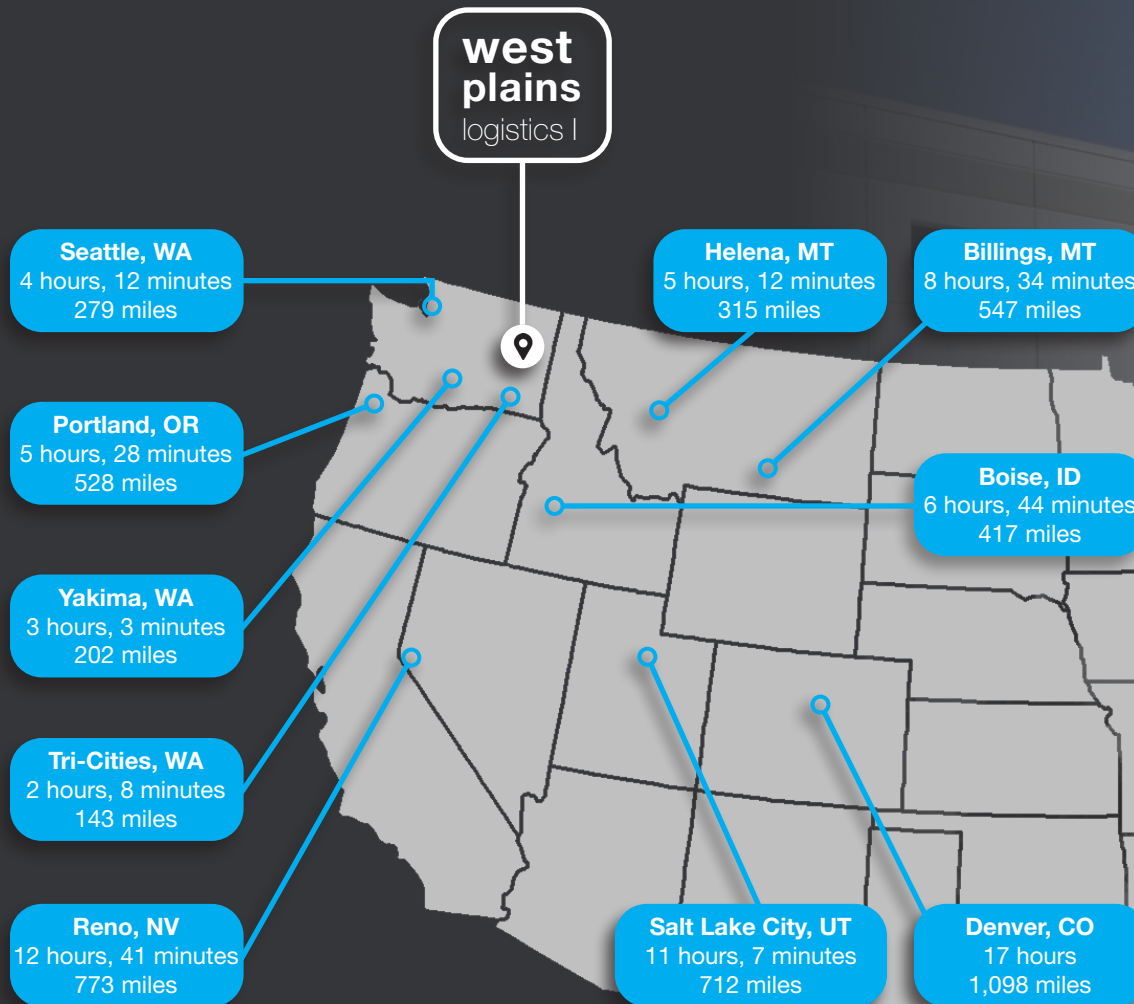 west
plains
logistics I
Seattle, WA
4 hours, 12 minutes
279 miles
Helena, MT
5 hours, 12 minutes
315 miles
Billings, MT
8 hours, 34 minutes
547 miles
Portland, OR
5 hours, 28 minutes
528 miles
Boise, ID
6 hours, 44 minutes
417 miles
Yakima, WA
3 hours, 3 minutes
202 miles
Tri-Cities, WA
2 hours, 8 minutes
143 miles
Reno, NV
12 hours, 41 minutes
773 miles
Salt Lake City, UT
11 hours, 7 minutes
712 miles
Denver, CO
17 hours
1,098 miles